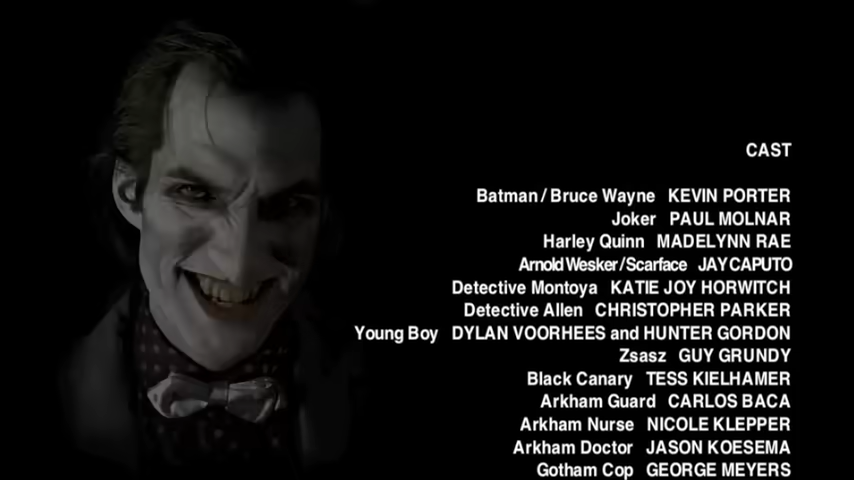 CAST
Batman / Bruce Wayne KEVIN PORTER
Joker PAUL MOLNAR
Harley Quinn MADELYNN RAE
Arnold Wesker / Scarface JAY CAPUTO
Detective Montoya KATIE JOY HORWITCH
Detective Allen CHRISTOPHER PARKER
Young Boy DYLAN VOORHEES and HUNTER GORDON
Zsasz GUY GRUNDY
Black Canary TESS KIELHAMER
Arkham Guard CARLOS BACA
Arkham Nurse NICOLE KLEPPER
Arkham Doctor JASON KOESEMA
Gotham Cop GEORGE MEYERS